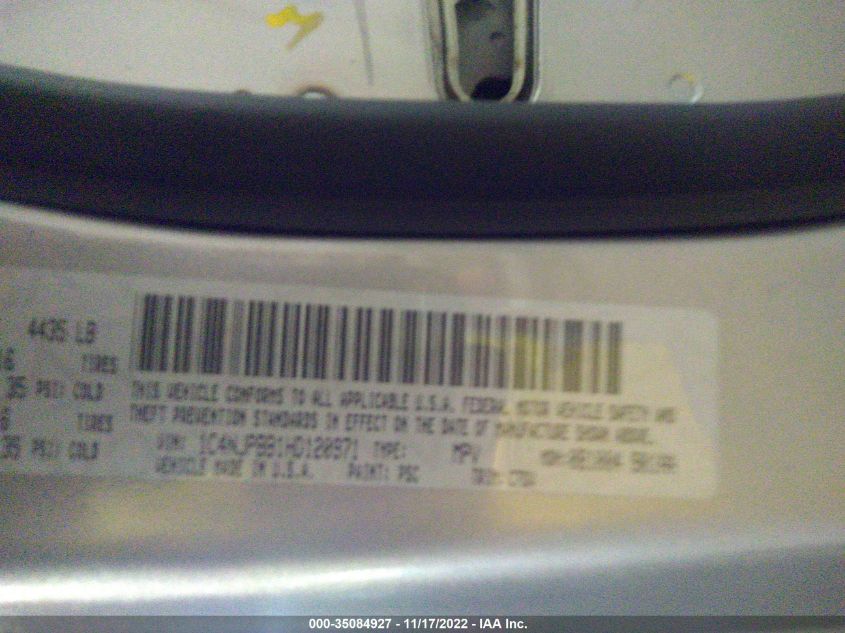 4435 LB
TIRES
35 PSI/ COLD
TIRES
35 PSI/ COLD
THIS VEHICLE CONFORMS TO ALL APPLICABLE U.S.A. FEDERAL MOTOR VEHICLE SAFETY AND
THEFT PREVENTION STANDARDS IN EFFECT ON THE DATE OF MANUFACTURE SHOWN ABOVE.
VIN: TYPE: MPV
VEHICLE MADE IN U.S.A. PAINT: PSC
000-35084927 - 11/17/2022 - IAA Inc.